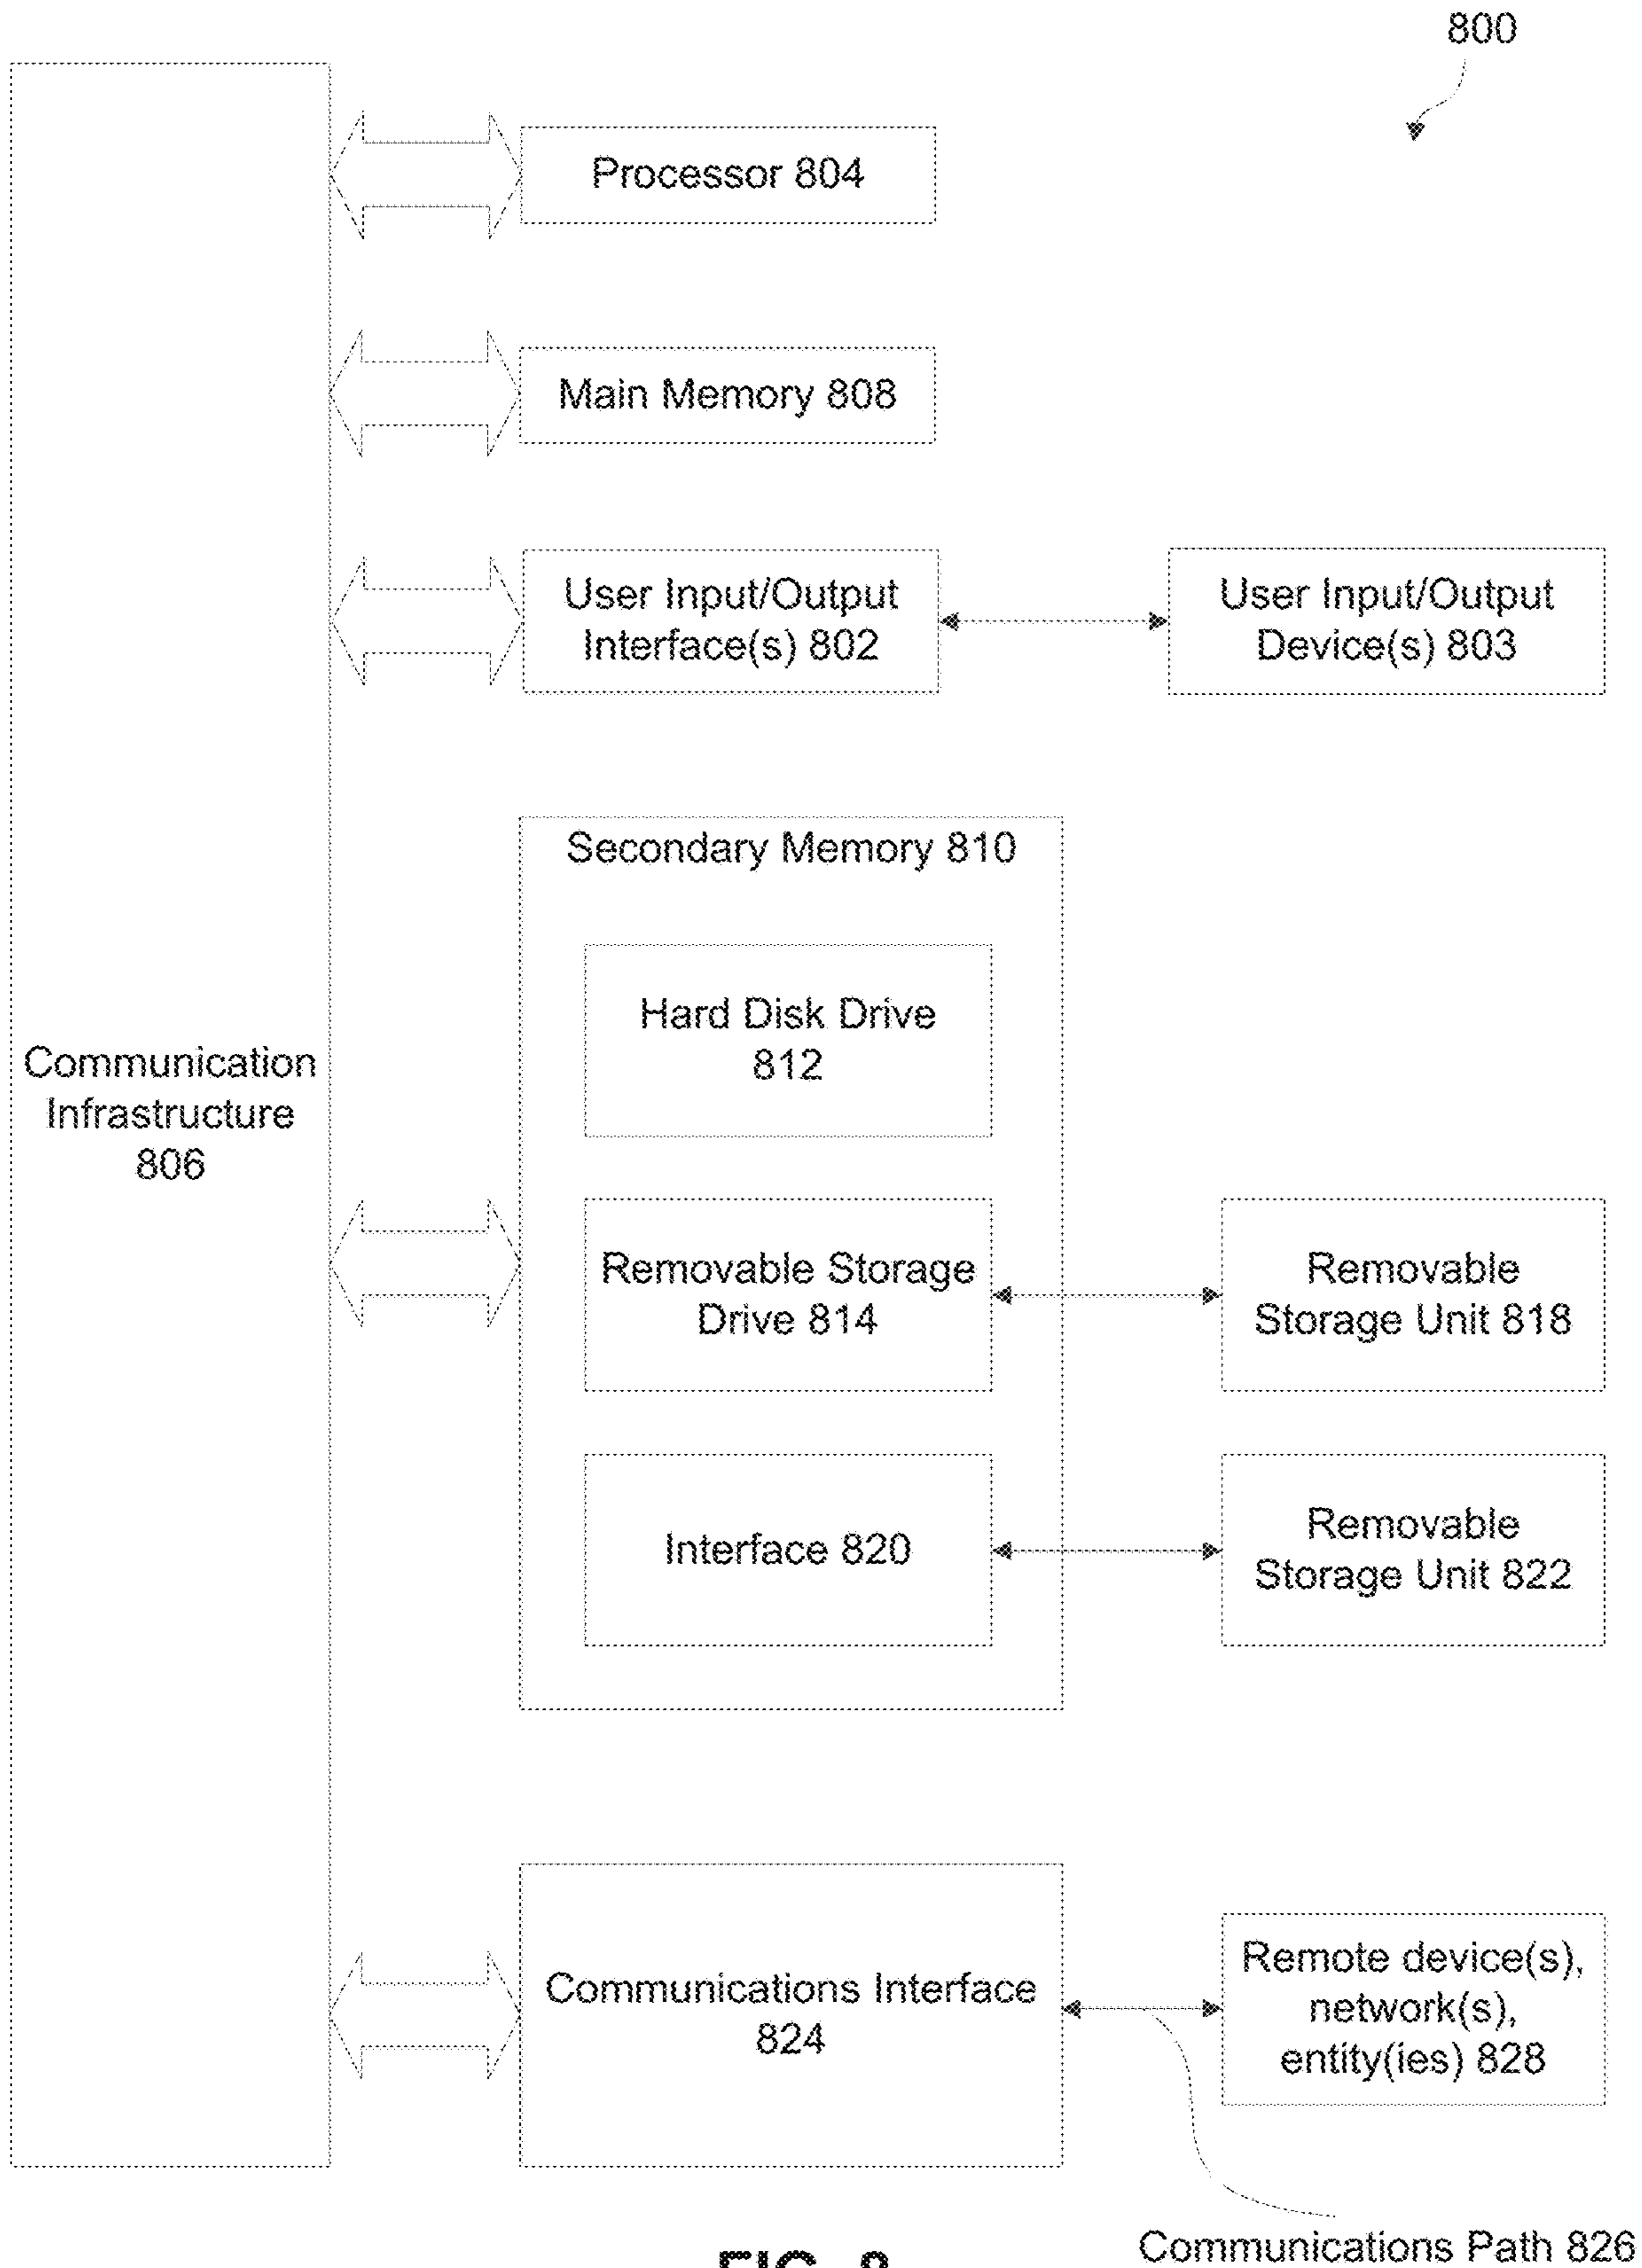 800
Processor 804
Main Memory 808
User Input/Output
Interface(s) 802
User Input/Output
Device(s) 803
Secondary Memory 810
Hard Disk Drive
812
Communication
Infrastructure
806
Removable Storage
Drive 814
Removable
Storage Unit 818
Interface 820
Removable
Storage Unit 822
Communications Interface
824
Remote device(s),
network(s),
entity(ies) 828
Communications Path 826
FIG. 8